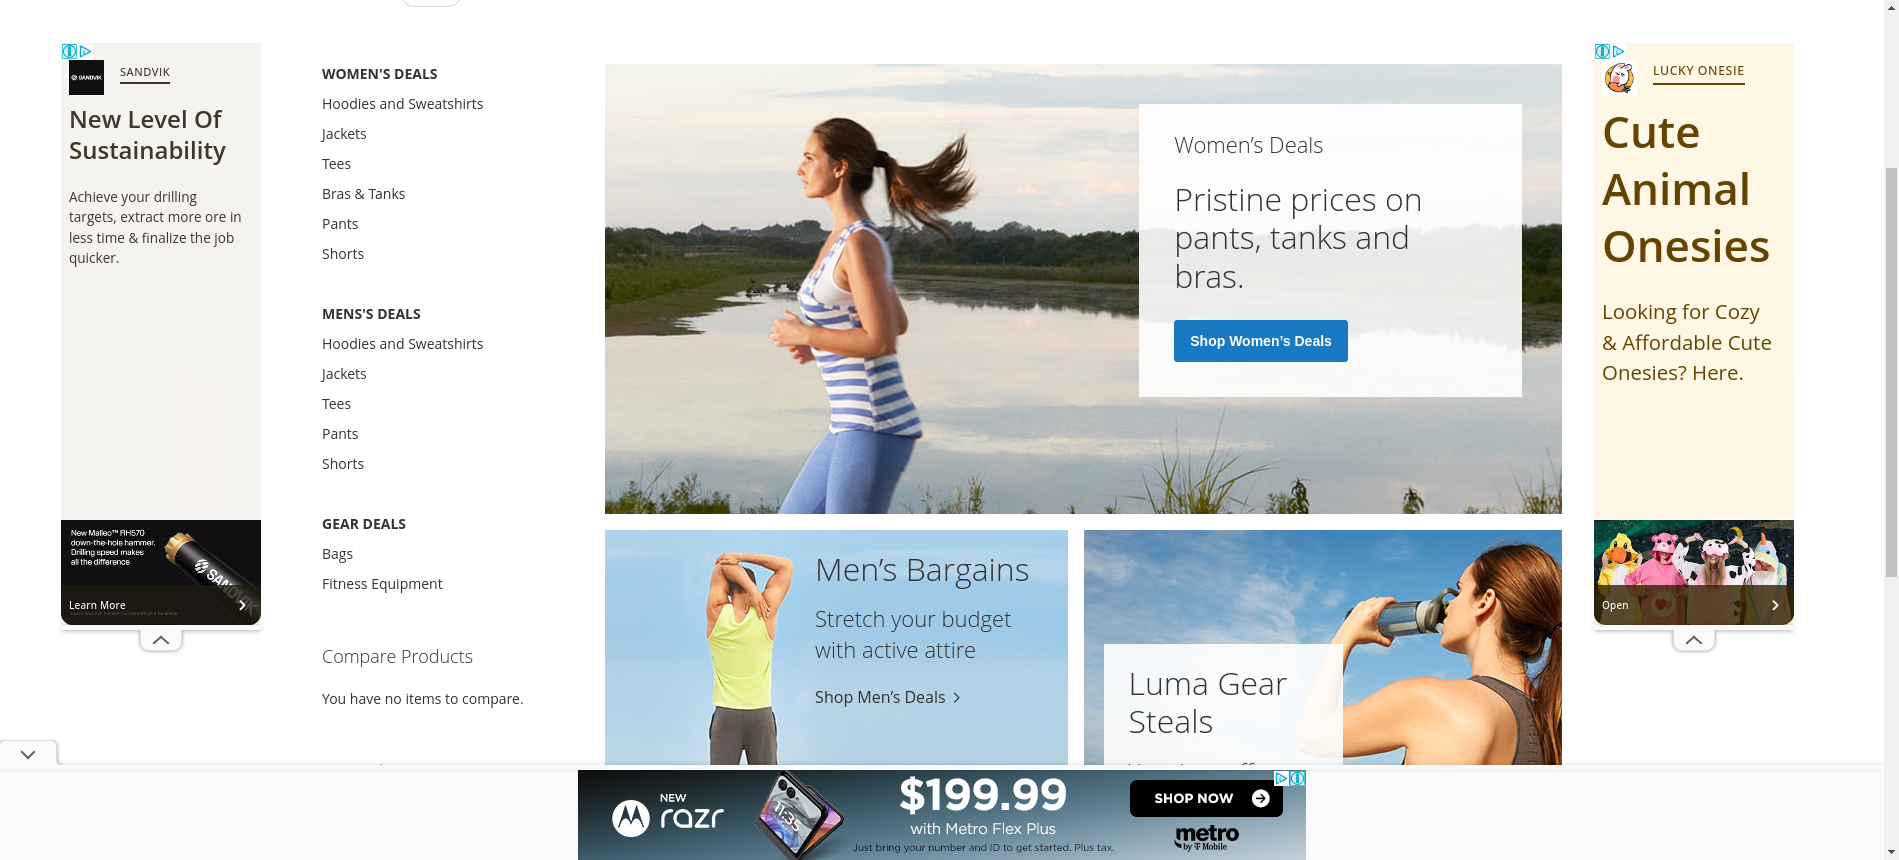 SANDVIK
SANDVIK
New Level Of
Sustainability
Achieve your drilling
targets, extract more ore in
less time & finalize the job
quicker.
New Malleo™ RH570
down-the-hole hammer.
Drilling speed makes
all the difference
SANDVIK
Learn More
WOMEN'S DEALS
Hoodies and Sweatshirts
Jackets
Tees
Bras & Tanks
Pants
Shorts
MENS'S DEALS
Hoodies and Sweatshirts
Jackets
Tees
Pants
Shorts
GEAR DEALS
Bags
Fitness Equipment
Compare Products
You have no items to compare.
Women’s Deals
Pristine prices on
pants, tanks and
bras.
Shop Women’s Deals
Men’s Bargains
Stretch your budget
with active attire
Shop Men’s Deals
Luma Gear
Steals
LUCKY ONESIE
Cute
Animal
Onesies
Looking for Cozy
& Affordable Cute
Onesies? Here.
Open
NEW
razr
11:35
$199.99
with Metro Flex Plus
Just bring your number and ID to get started. Plus tax.
SHOP NOW
metro
by T Mobile